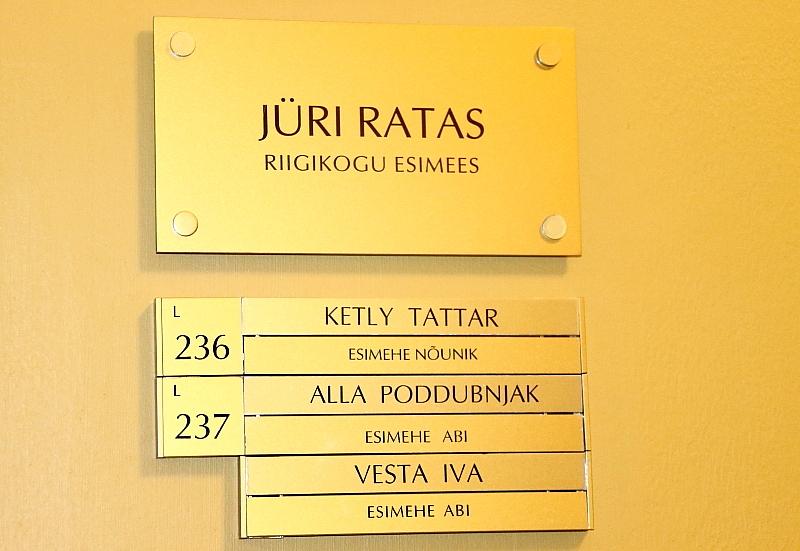 JÜRI RATAS
RIIGIKOGU ESIMEES
L
236
KETLY TATTAR
ESIMEHE NÕUNIK
L
237
ALLA PODDUBNJAK
ESIMEHE ABI
VESTA IVA
ESIMEHE ABI